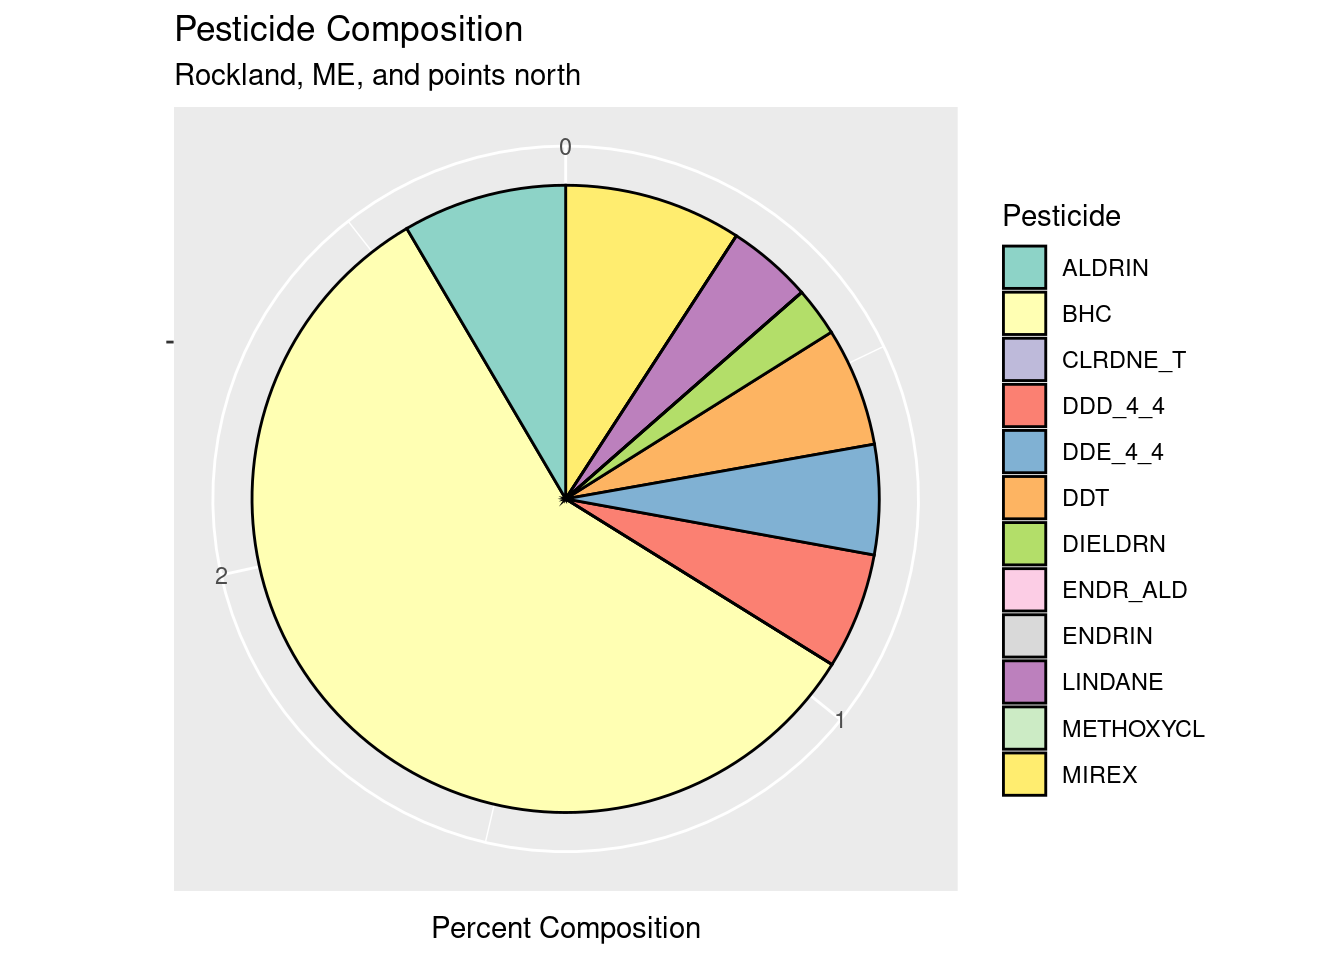 Pesticide Composition
Rockland, ME, and points north
0
1
2
-
Percent Composition
Pesticide
ALDRIN
BHC
CLRDNE_T
DDD_4_4
DDE_4_4
DDT
DIELDRN
ENDR_ALD
ENDRIN
LINDANE
METHOXYCL
MIREX